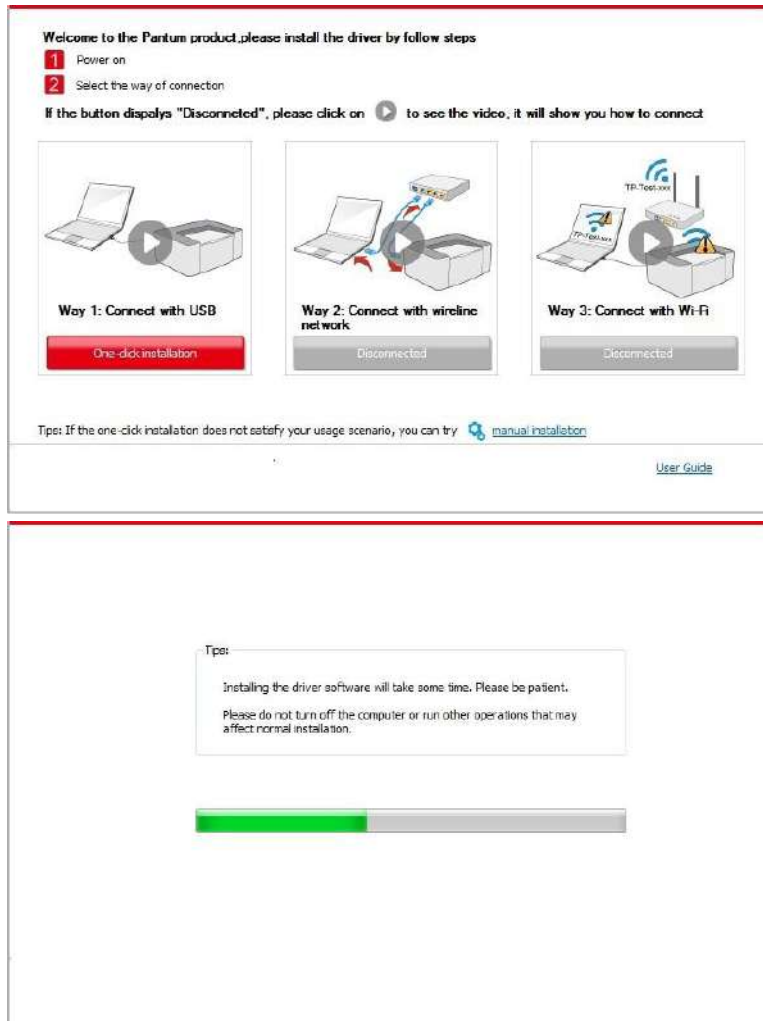 Welcome to the Pantum product,please install the driver by follow steps
1 Power on
2 Select the way of connection
If the button dispalys "Disconneted", please click on to see the video, it will show you how to connect
TP-Test-xxx
TP-Test-xxx
Way 1: Connect with USB
Way 2: Connect with wireline
network
Way 3: Connect with Wi-Fi
One-click installation
Disconnected
Disconnected
Tips: If the one-click installation does not satisfy your usage scenario, you can try manual installation
User Guide
Tips:
Installing the driver software will take some time. Please be patient.
Please do not turn off the computer or run other operations that may
affect normal installation.